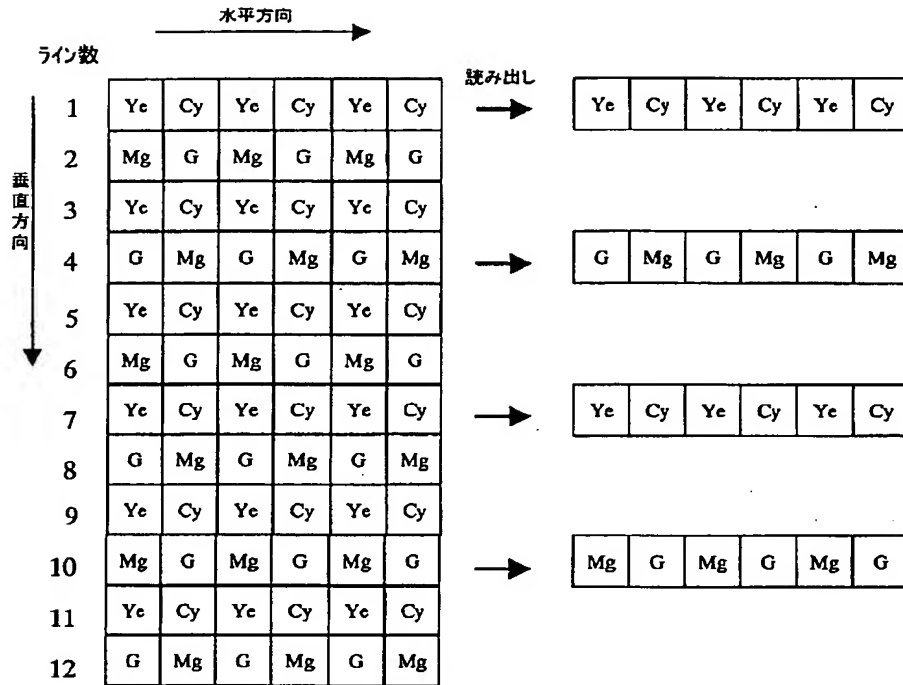 水平方向
ライン数
読み出し
垂直方向
1 Ye Cy Ye Cy Ye Cy Ye Cy Ye Cy Ye Cy
2 Mg G Mg G Mg G
3 Ye Cy Ye Cy Ye Cy
4 G Mg G Mg G Mg G Mg G Mg G Mg
5 Ye Cy Ye Cy Ye Cy
6 Mg G Mg G Mg G
7 Ye Cy Ye Cy Ye Cy Ye Cy Ye Cy Ye Cy
8 G Mg G Mg G Mg
9 Ye Cy Ye Cy Ye Cy
10 Mg G Mg G Mg G Mg G Mg G Mg G
11 Ye Cy Ye Cy Ye Cy
12 G Mg G Mg G Mg